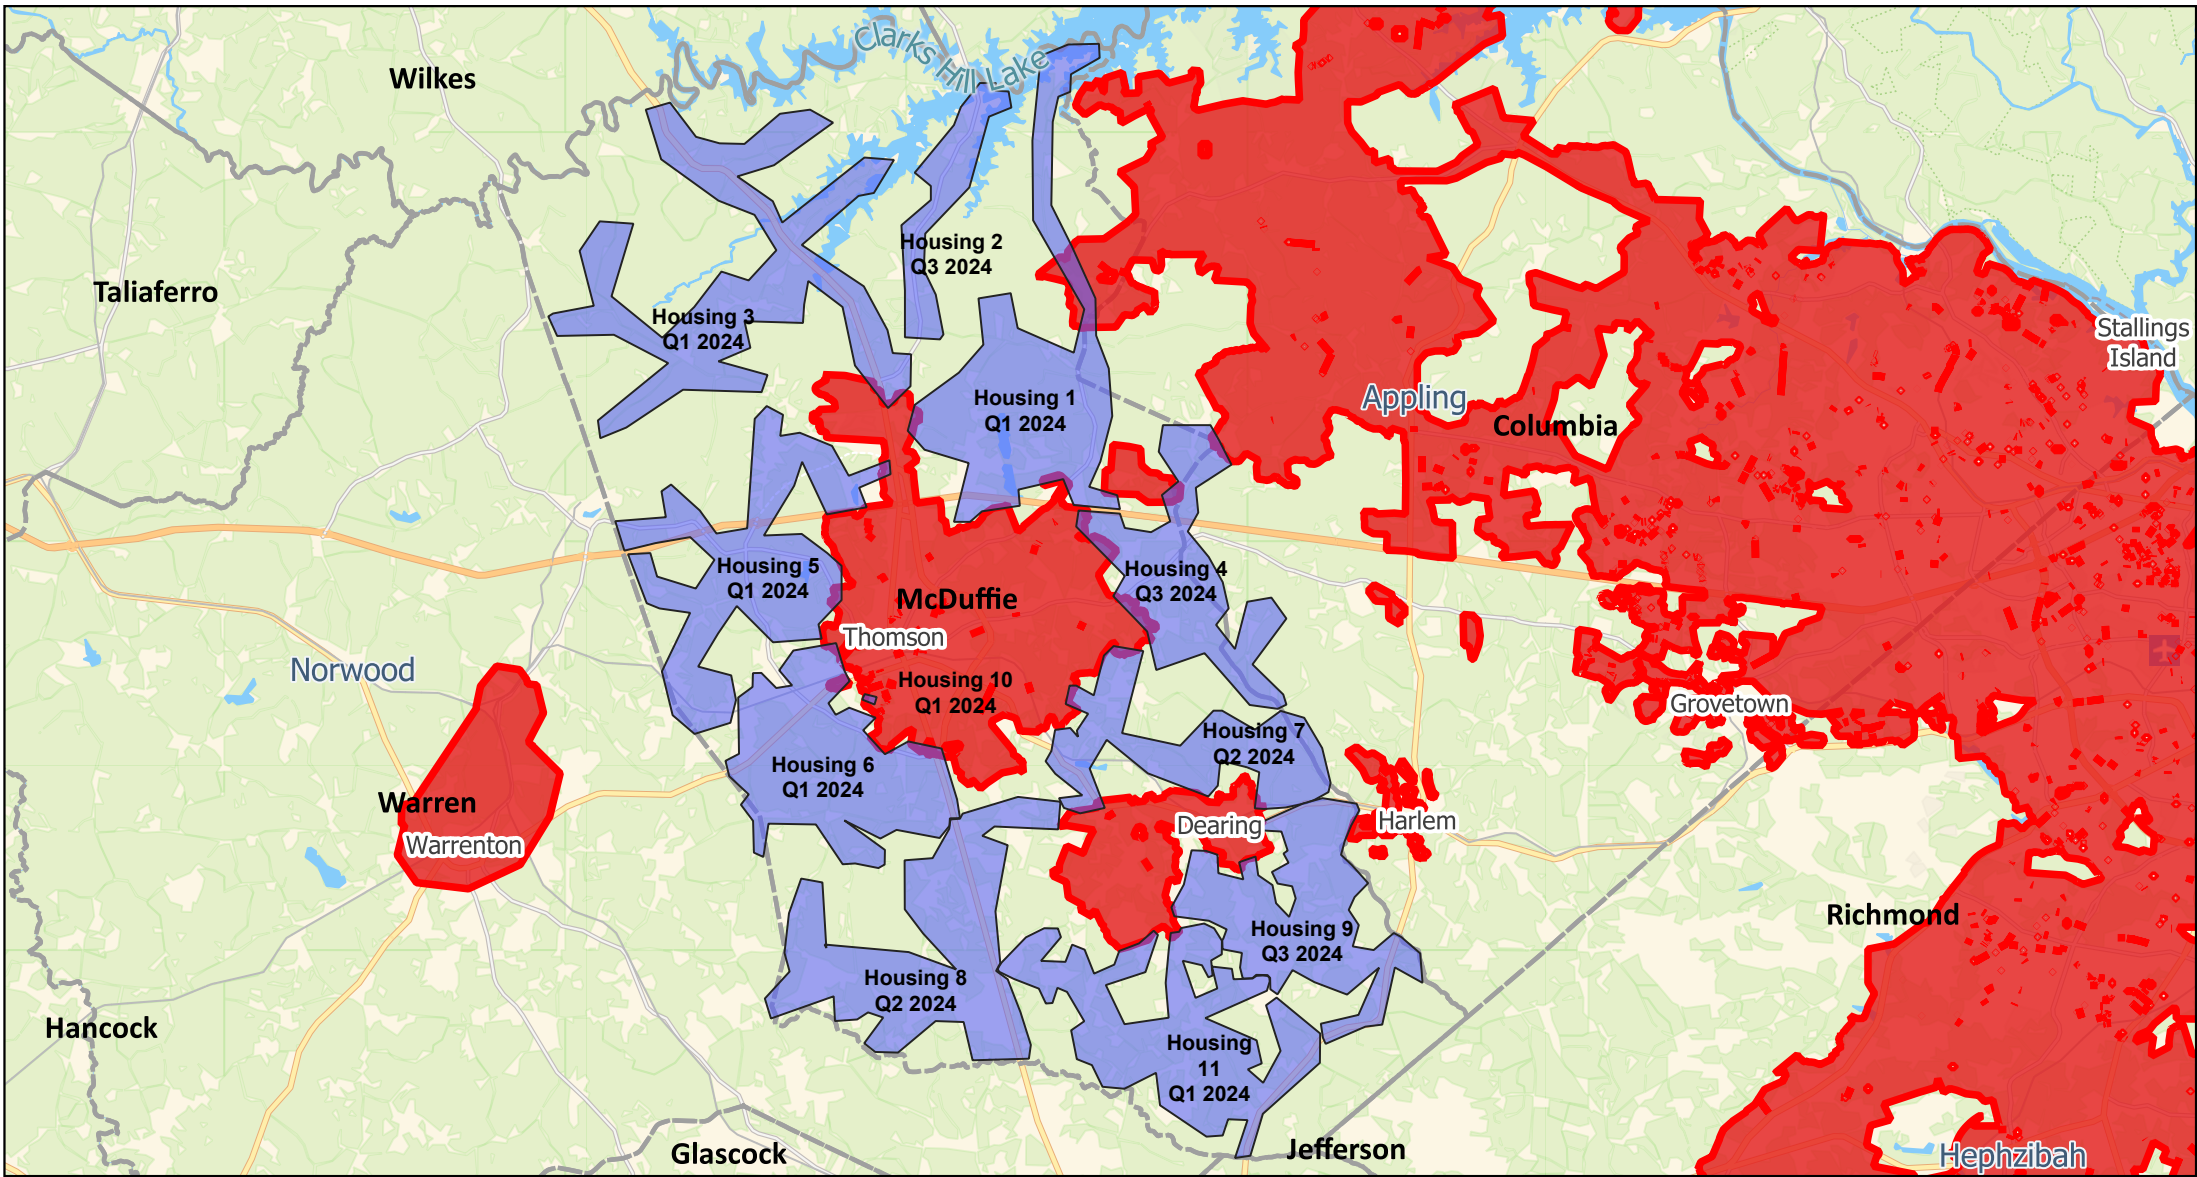 Clarks Hill Lake
Wilkes
Housing 2
Q3 2024
Taliaferro
Housing 3
Q1 2024
Stallings
Island
Housing 1
Q1 2024
Appling
Columbia
Housing 5
Q1 2024
Housing 4
Q3 2024
McDuffie
Thomson
Norwood
Housing 10
Q1 2024
Grovetown
Housing 7
Q2 2024
Housing 6
Q1 2024
Warren
Warrenton
Dearing
Harlem
Richmond
Housing 9
Q3 2024
Housing 8
Q2 2024
Hancock
Housing
11
Q1 2024
Glascock
Jefferson
Hephzibah